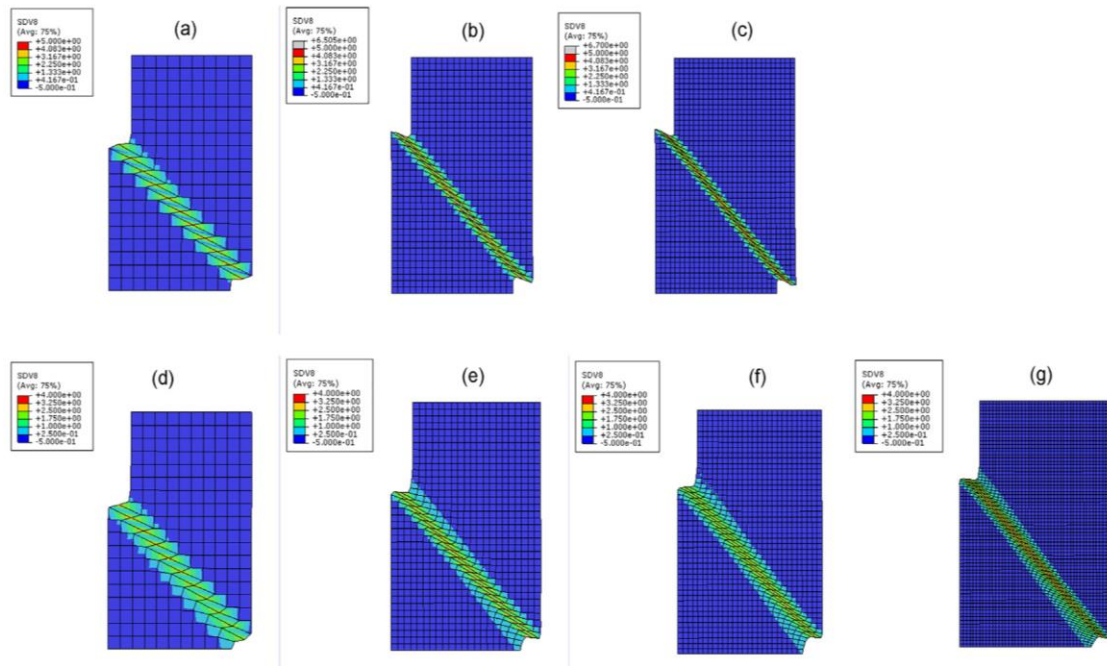 (a)
SDV8
(Avg: 75%)
+5.000e+00
+4.083e+00
+3.167e+00
+2.250e+00
+1.333e+00
+4.167e-01
-5.000e-01
(b)
SDV8
(Avg: 75%)
+6.505e+00
+5.000e+00
+4.083e+00
+3.167e+00
+2.250e+00
+1.333e+00
+4.167e-01
-5.000e-01
(c)
SDV8
(Avg: 75%)
+6.700e+00
+5.000e+00
+4.083e+00
+3.167e+00
+2.250e+00
+1.333e+00
+4.167e-01
-5.000e-01
(d)
SDV8
(Avg: 75%)
+4.000e+00
+3.250e+00
+2.500e+00
+1.750e+00
+1.000e+00
+2.500e-01
-5.000e-01
(e)
SDV8
(Avg: 75%)
+4.000e+00
+3.250e+00
+2.500e+00
+1.750e+00
+1.000e+00
+2.500e-01
-5.000e-01
(f)
SDV8
(Avg: 75%)
+4.000e+00
+3.250e+00
+2.500e+00
+1.750e+00
+1.000e+00
+2.500e-01
-5.000e-01
(g)
SDV8
(Avg: 75%)
+4.000e+00
+3.250e+00
+2.500e+00
+1.750e+00
+1.000e+00
+2.500e-01
-5.000e-01